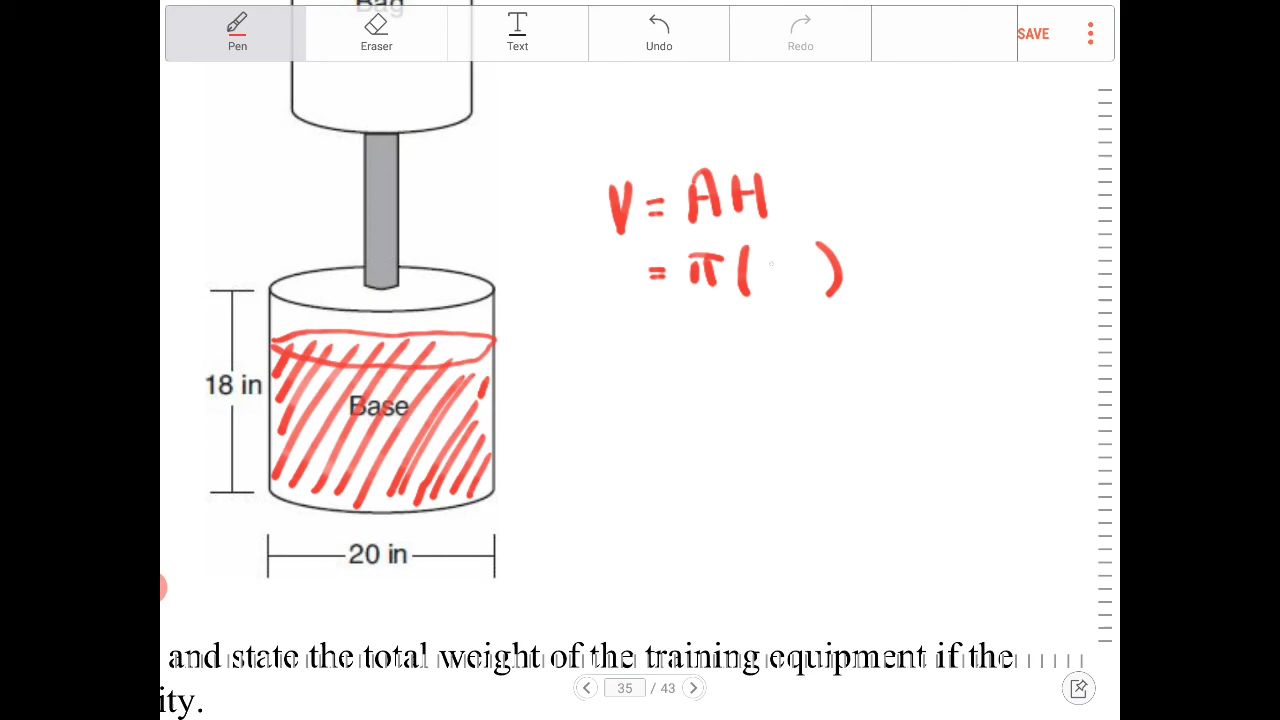 Bag
Pen
Eraser
Text
Undo
Redo
SAVE
V = AH
= π( )
18 in
Base
20 in
and state the total weight of the training equipment if the
ity.
35 / 43